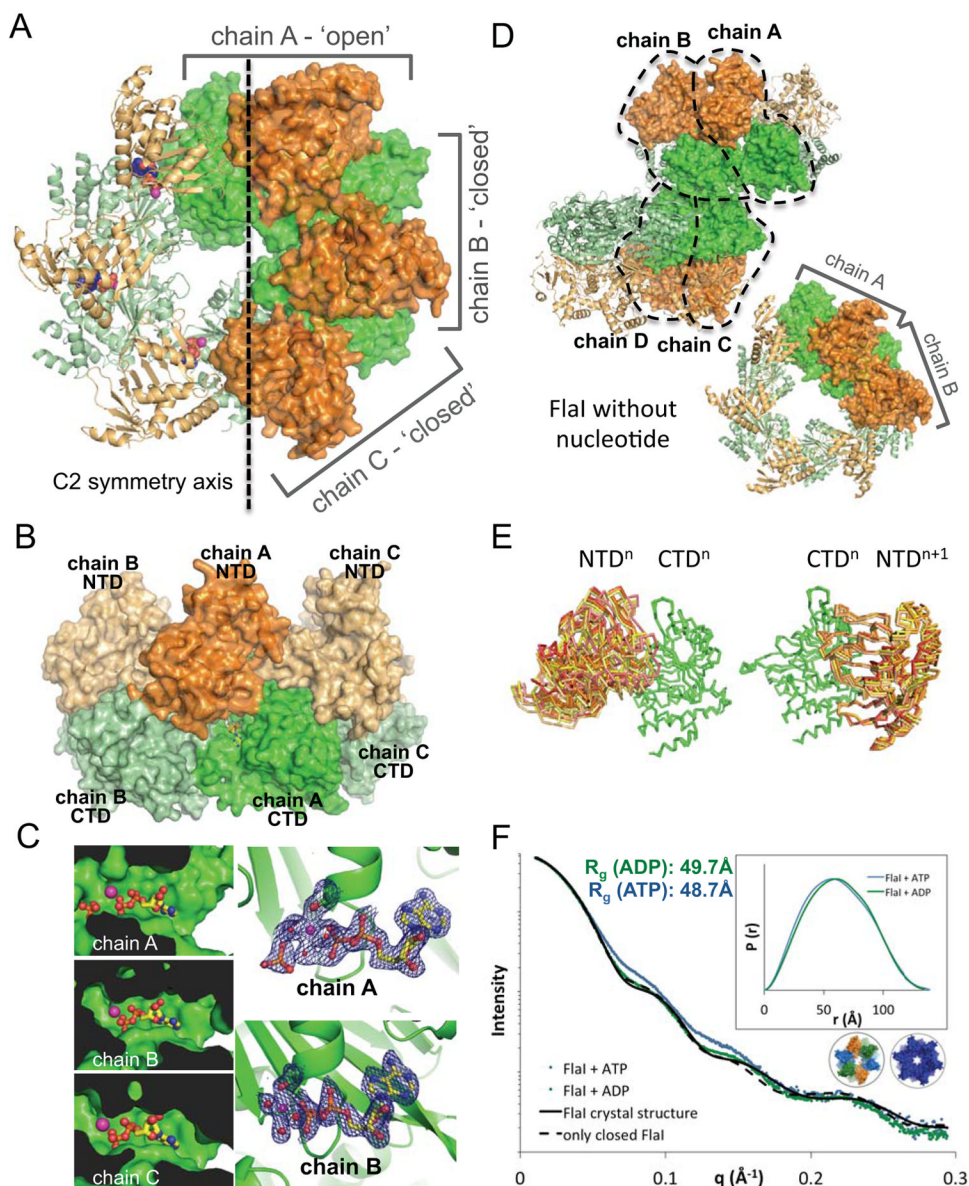 A
chain A - ‘open’
chain B - ‘closed’
chain C - ‘closed’
C2 symmetry axis
B
chain B
NTD
chain A
NTD
chain C
NTD
chain B
CTD
chain A
CTD
chain C
CTD
C
chain A
chain B
chain C
chain A
chain B
D
chain B
chain A
chain D
chain C
chain A
chain B
FlaI without
nucleotide
E
NTDⁿ CTDⁿ
CTDⁿ NTDⁿ⁺¹
F
Rg (ADP): 49.7Å
Rg (ATP): 48.7Å
Intensity
FlaI + ATP
FlaI + ADP
FlaI crystal structure
only closed FlaI
0 0.1 0.2 0.3
q (Å⁻¹)
P (r)
FlaI + ATP
FlaI + ADP
0 50 100
r (Å)